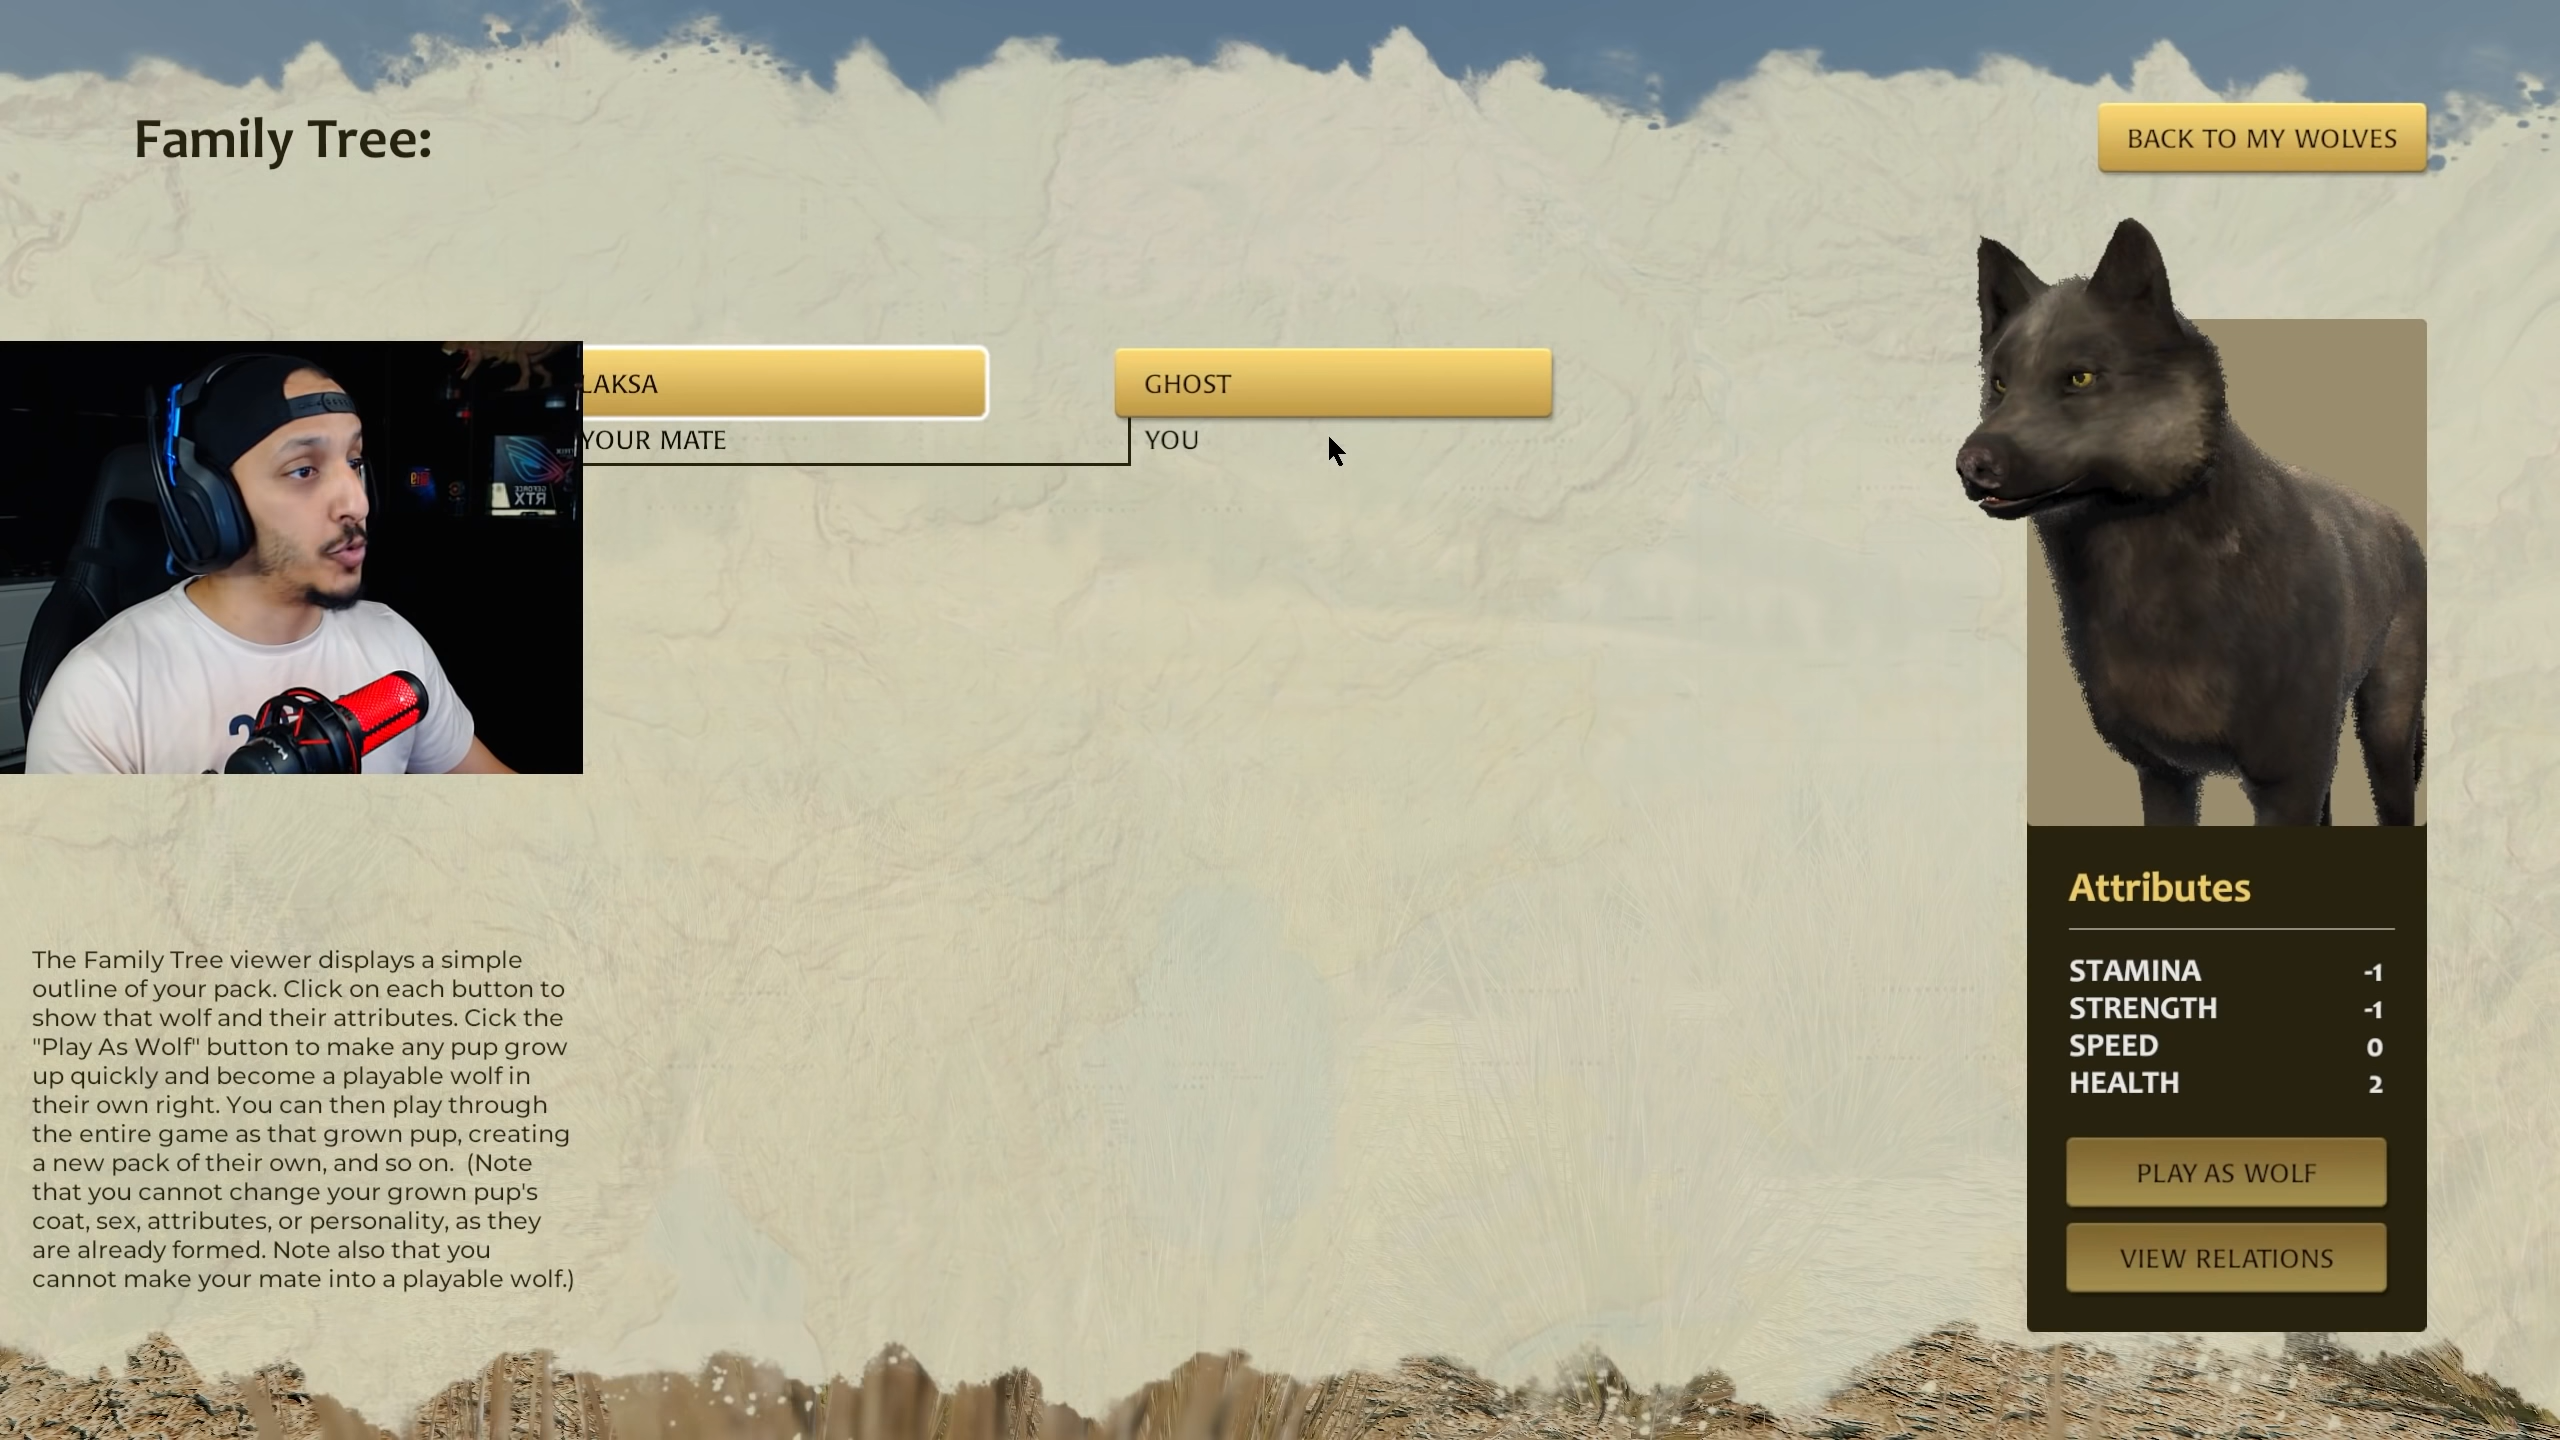 Family Tree:
BACK TO MY WOLVES
LAKSA
GHOST
YOUR MATE
YOU
GEFORCE
RTX
Attributes
STAMINA -1
STRENGTH -1
SPEED 0
HEALTH 2
PLAY AS WOLF
VIEW RELATIONS
The Family Tree viewer displays a simple
outline of your pack. Click on each button to
show that wolf and their attributes. Cick the
"Play As Wolf" button to make any pup grow
up quickly and become a playable wolf in
their own right. You can then play through
the entire game as that grown pup, creating
a new pack of their own, and so on.  (Note
that you cannot change your grown pup's
coat, sex, attributes, or personality, as they
are already formed. Note also that you
cannot make your mate into a playable wolf.)